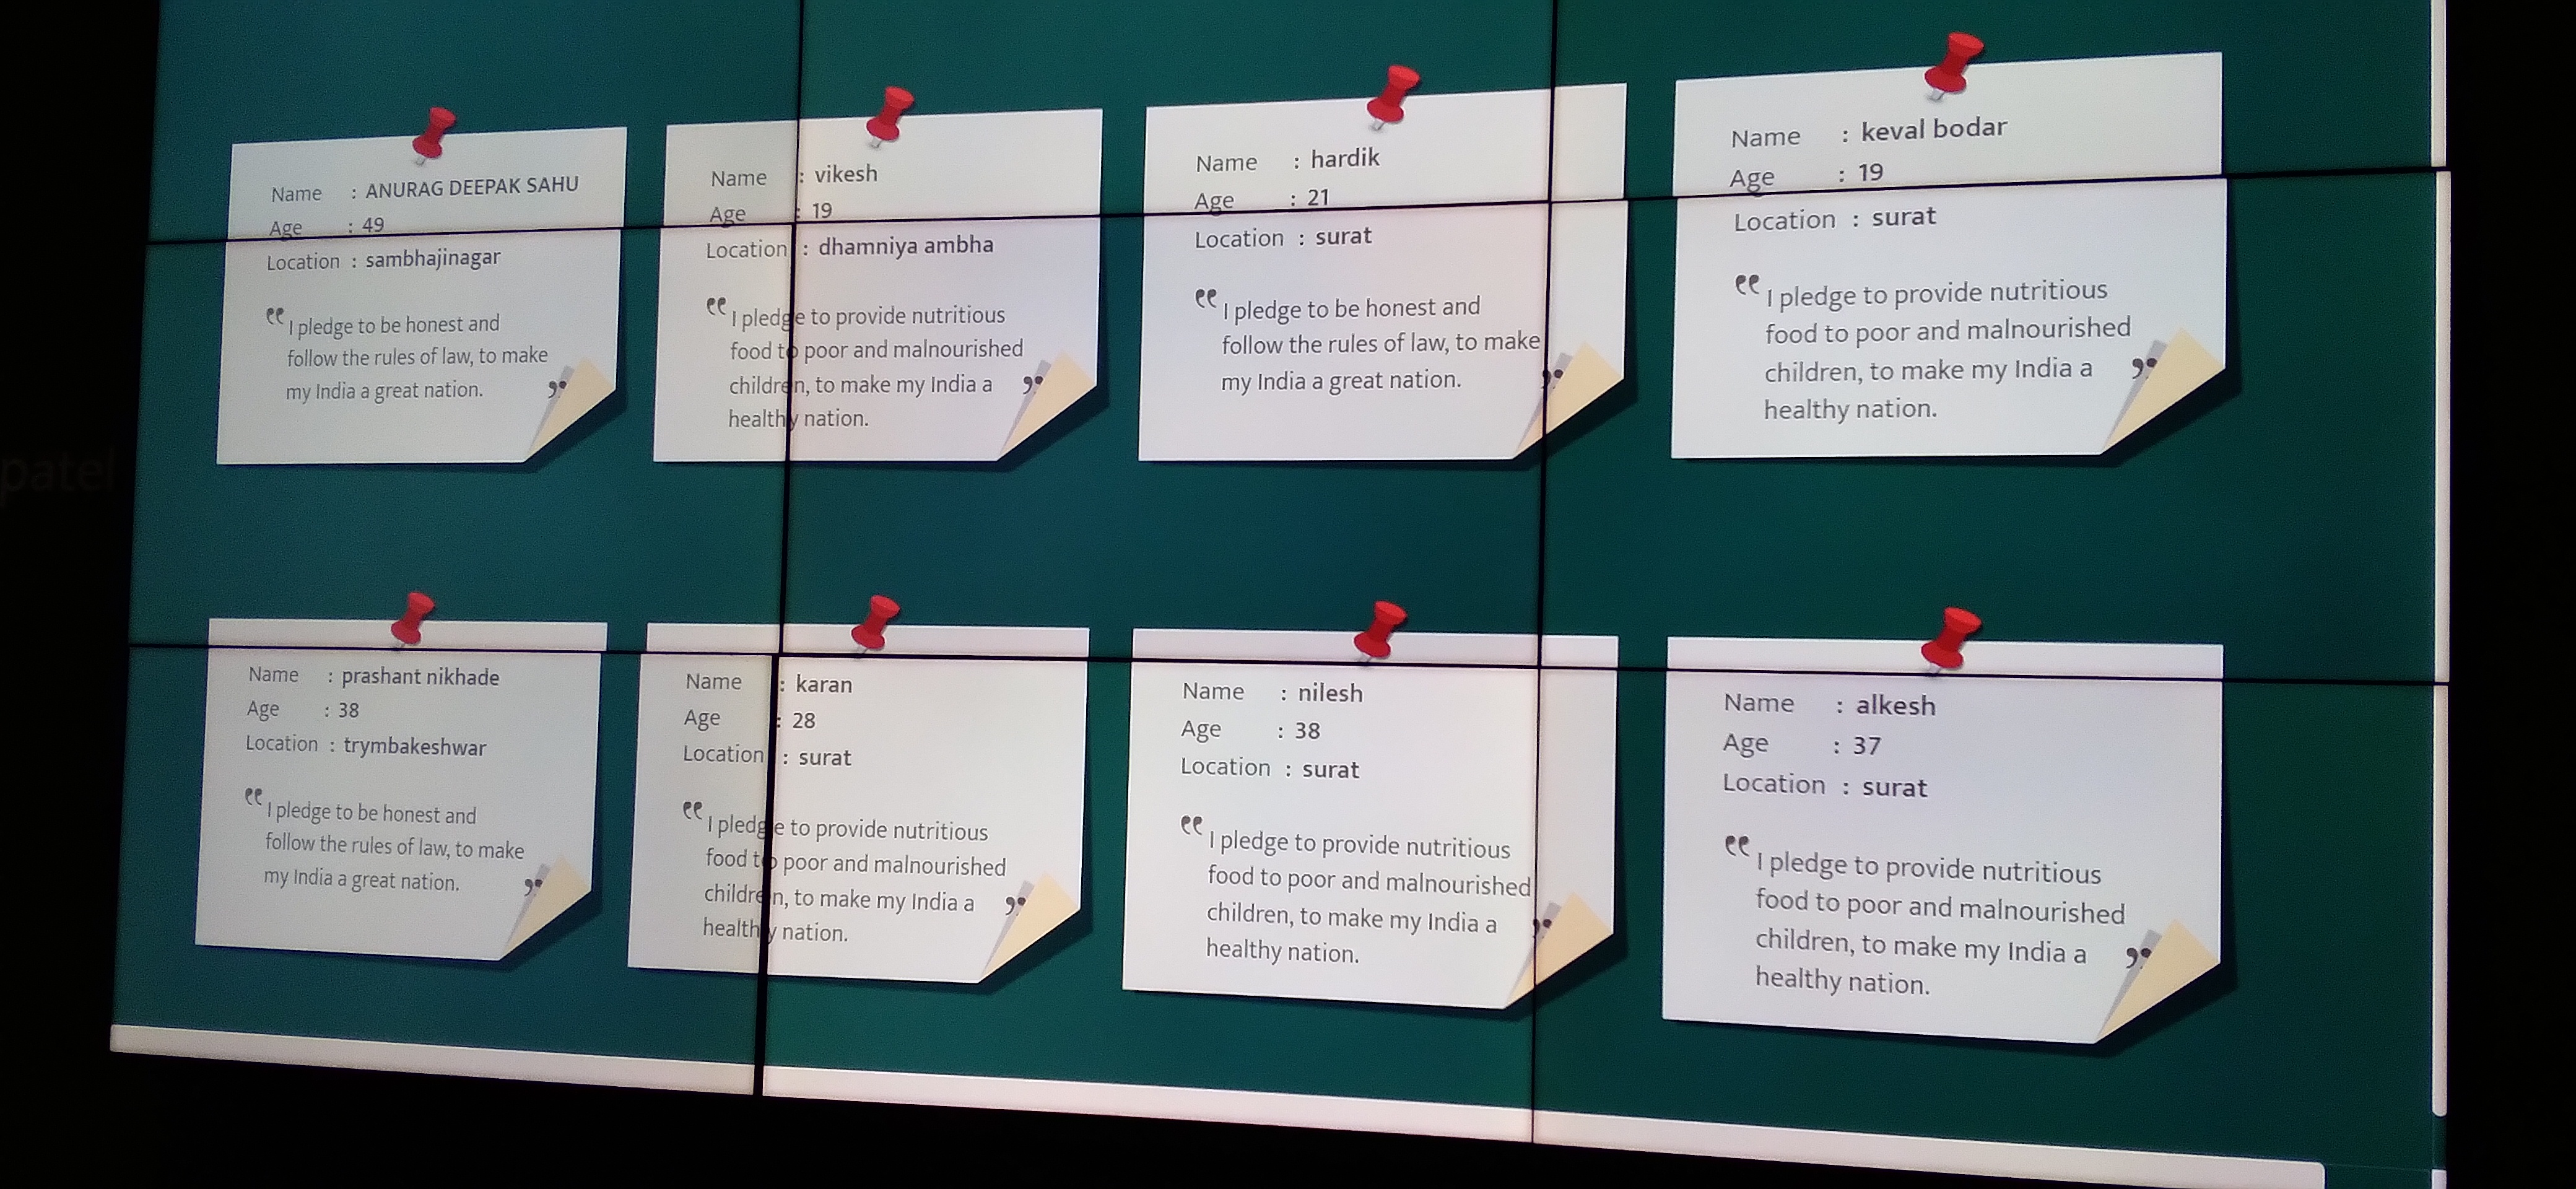 Name : ANURAG DEEPAK SAHU
Age : 49
Location : sambhajinagar
“ I pledge to be honest and
follow the rules of law, to make
my India a great nation. ”
Name : vikesh
Age : 19
Location : dhamniya ambha
“ I pledge to provide nutritious
food to poor and malnourished
children, to make my India a ”
healthy nation.
Name : hardik
Age : 21
Location : surat
“ I pledge to be honest and
follow the rules of law, to make
my India a great nation. ”
Name : keval bodar
Age : 19
Location : surat
“ I pledge to provide nutritious
food to poor and malnourished
children, to make my India a ”
healthy nation.
Name : prashant nikhade
Age : 38
Location : trymbakeshwar
“ I pledge to be honest and
follow the rules of law, to make
my India a great nation. ”
Name : karan
Age : 28
Location : surat
“ I pledge to provide nutritious
food to poor and malnourished
children, to make my India a ”
healthy nation.
Name : nilesh
Age : 38
Location : surat
“ I pledge to provide nutritious
food to poor and malnourished
children, to make my India a ”
healthy nation.
Name : alkesh
Age : 37
Location : surat
“ I pledge to provide nutritious
food to poor and malnourished
children, to make my India a ”
healthy nation.
patel